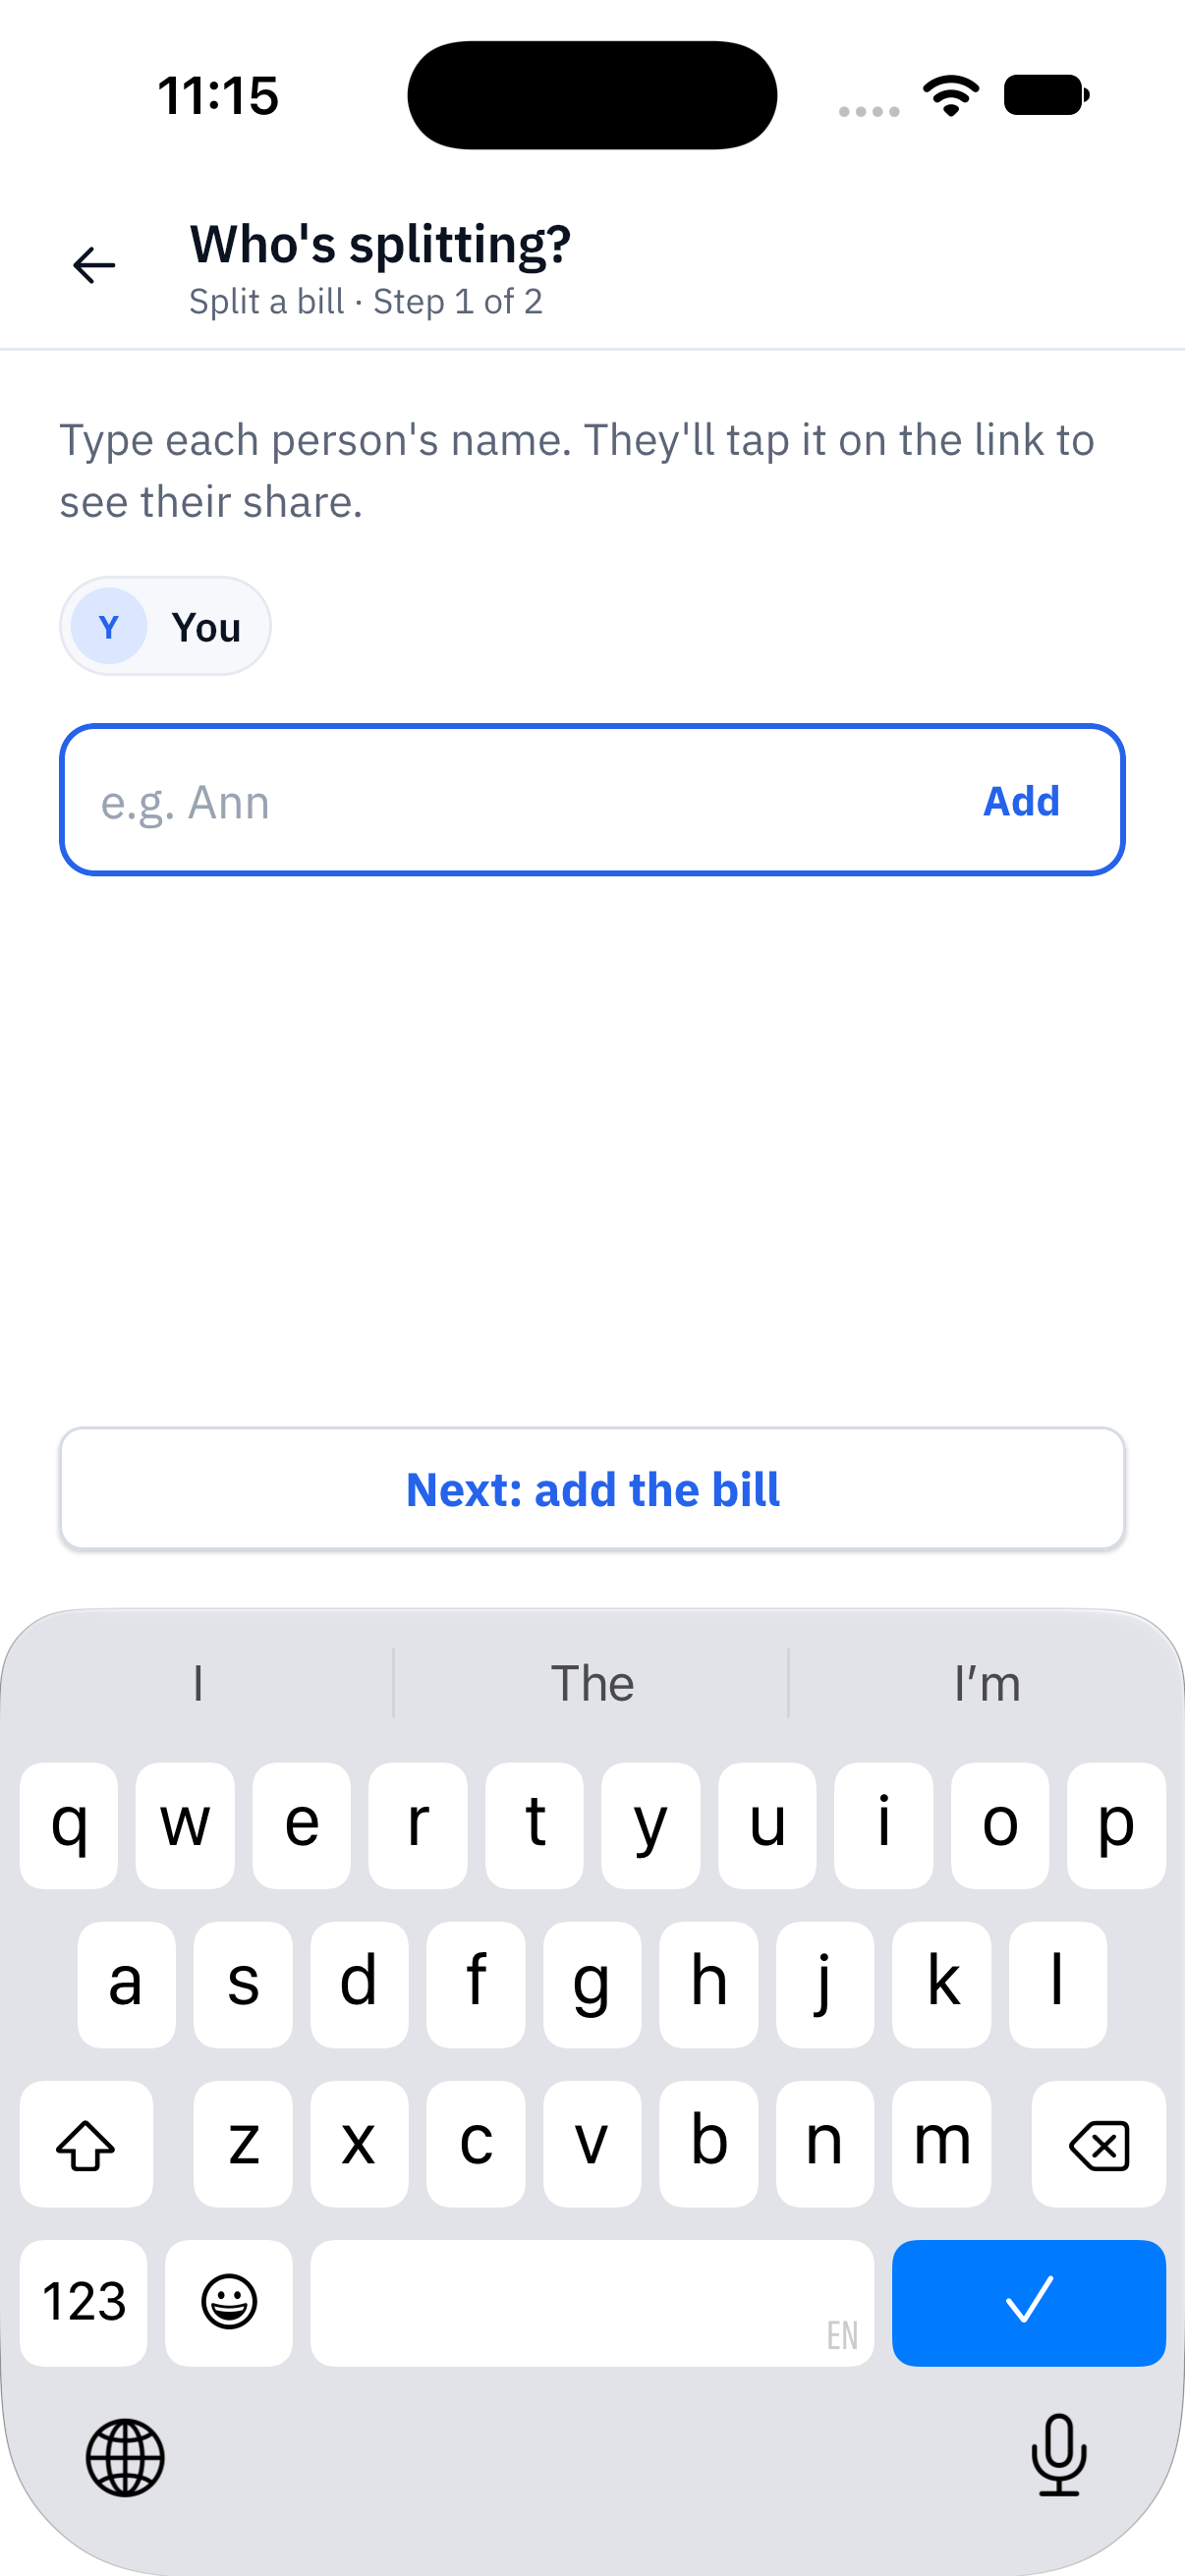 11:15
Who's splitting?
Split a bill · Step 1 of 2
Type each person's name. They'll tap it on the link to
see their share.
Y You
e.g. Ann Add
Next: add the bill
I The I’m
q w e r t y u i o p
a s d f g h j k l
z x c v b n m
123 EN